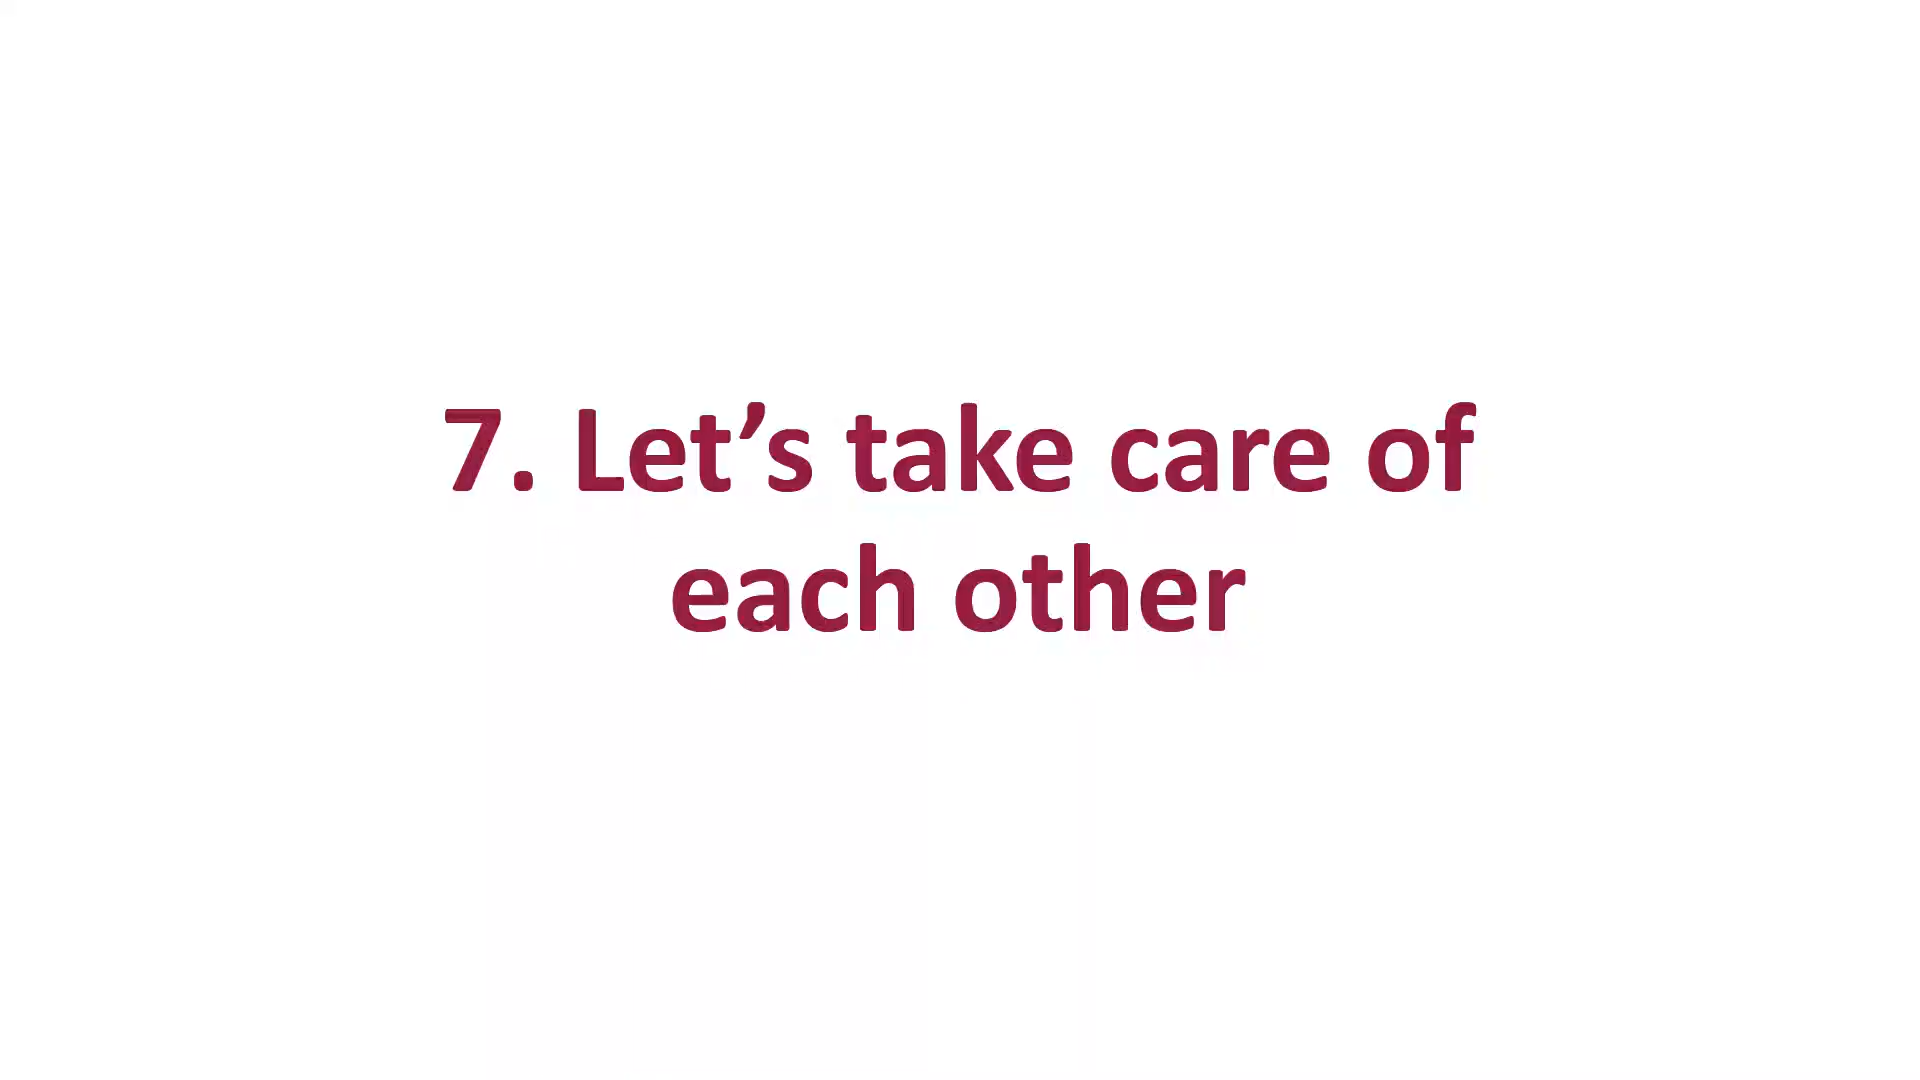 7. Let’s take care of
each other